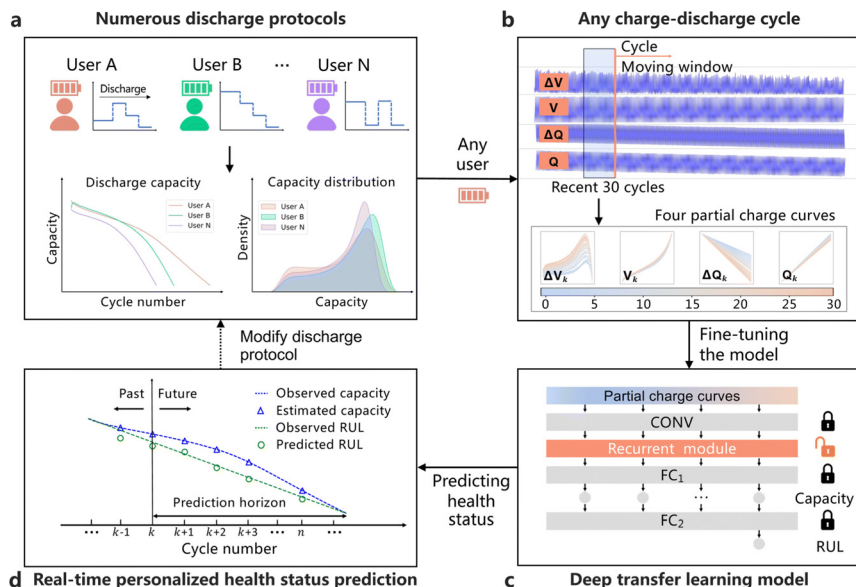 a
Numerous discharge protocols
User A
User B
...
User N
Discharge
Discharge capacity
User A
User B
User N
Capacity
Cycle number
Capacity distribution
User A
User B
User N
Density
Capacity
Any
user
b
Any charge-discharge cycle
Cycle
Moving window
ΔV
V
ΔQ
Q
Recent 30 cycles
Four partial charge curves
ΔVₖ
Vₖ
ΔQₖ
Qₖ
0
5
10
15
20
25
30
Fine-tuning
the model
Partial charge curves
CONV
Recurrent module
FC₁
...
Capacity
FC₂
RUL
c
Deep transfer learning model
Predicting
health
status
Modify discharge
protocol
Past
Future
Observed capacity
Estimated capacity
Observed RUL
Predicted RUL
Prediction horizon
... k-1 k k+1 k+2 k+3 ... n ...
Cycle number
d
Real-time personalized health status prediction